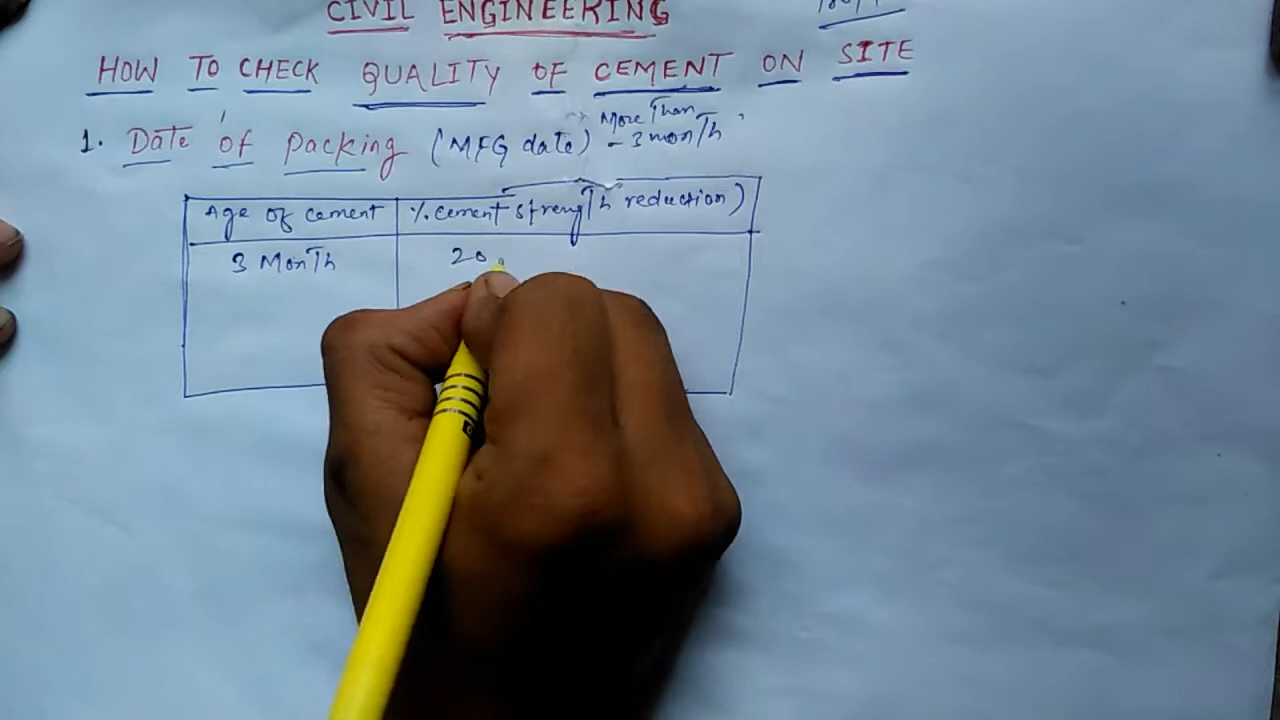 CIVIL ENGINEERING
HOW TO CHECK QUALITY OF CEMENT ON SITE
More Than
1. Date of packing (MFG date) - 3 month
Age of cement % cement strength reduction)
3 Month 20